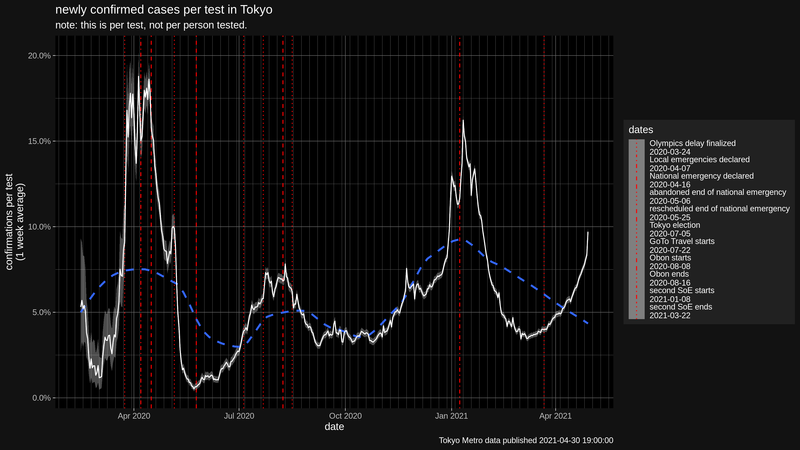 newly confirmed cases per test in Tokyo
note: this is per test, not per person tested.
20.0%
15.0%
10.0%
5.0%
0.0%
confirmations per test
(1 week average)
Apr 2020
Jul 2020
Oct 2020
Jan 2021
Apr 2021
date
dates
Olympics delay finalized
2020-03-24
Local emergencies declared
2020-04-07
National emergency declared
2020-04-16
abandoned end of national emergency
2020-05-06
rescheduled end of national emergency
2020-05-25
Tokyo election
2020-07-05
GoTo Travel starts
2020-07-22
Obon starts
2020-08-08
Obon ends
2020-08-16
second SoE starts
2021-01-08
second SoE ends
2021-03-22
Tokyo Metro data published 2021-04-30 19:00:00